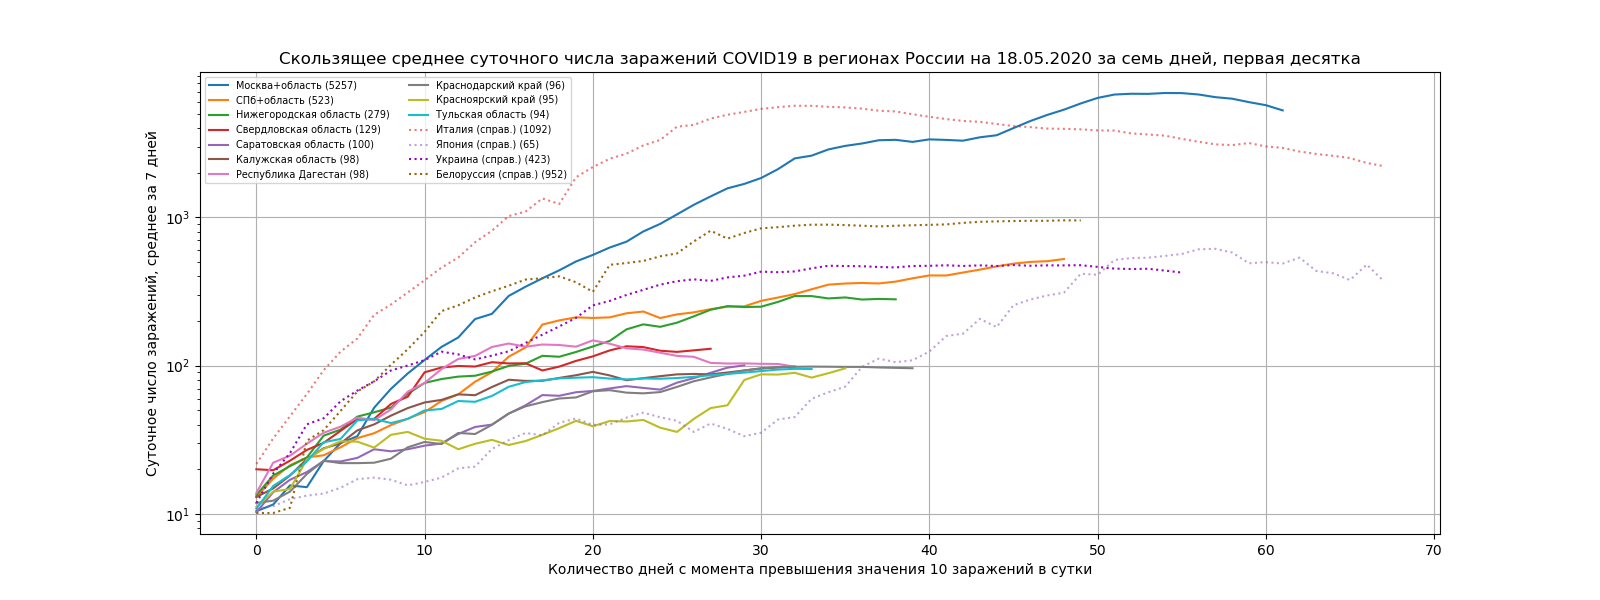 Скользящее среднее суточного числа заражений COVID19 в регионах России на 18.05.2020 за семь дней, первая десятка
Москва+область (5257)
СПб+область (523)
Нижегородская область (279)
Свердловская область (129)
Саратовская область (100)
Калужская область (98)
Республика Дагестан (98)
Краснодарский край (96)
Красноярский край (95)
Тульская область (94)
Италия (справ.) (1092)
Япония (справ.) (65)
Украина (справ.) (423)
Белоруссия (справ.) (952)
Суточное число заражений, среднее за 7 дней
10³
10²
10¹
0 10 20 30 40 50 60 70
Количество дней с момента превышения значения 10 заражений в сутки